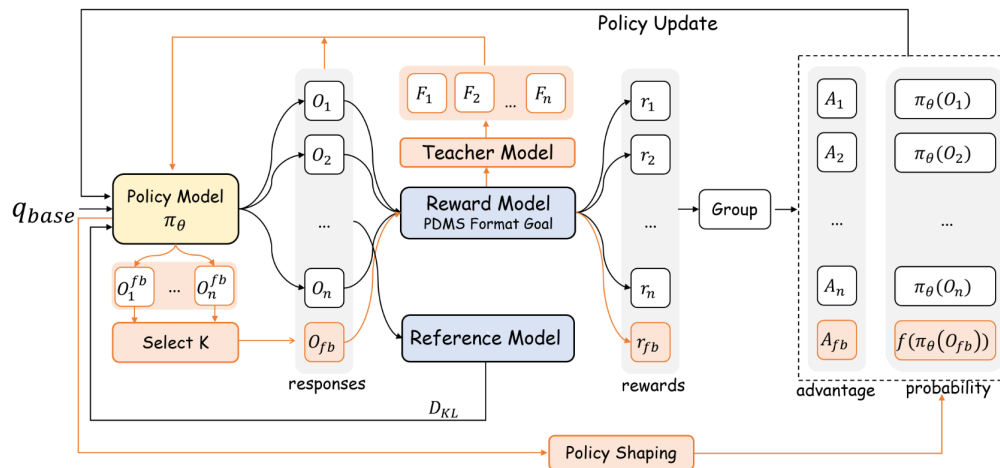 Policy Update
F_1 F_2 ... F_n
O_1
r_1
A_1
π_θ(O_1)
Teacher Model
O_2
r_2
A_2
π_θ(O_2)
q_base
Policy Model
π_θ
Reward Model
PDMS Format Goal
Group
...
...
...
...
O_1^fb ... O_n^fb
O_n
r_n
A_n
π_θ(O_n)
Select K
O_fb
Reference Model
r_fb
A_fb
f(π_θ(O_fb))
responses
rewards
advantage
probability
D_KL
Policy Shaping